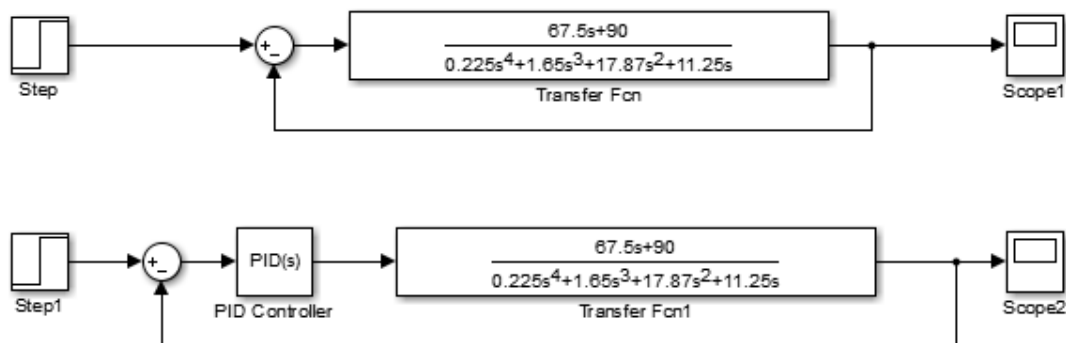 67.5s+90
0.225s⁴+1.65s³+17.87s²+11.25s
Step
Transfer Fcn
Scope1
PID(s)
67.5s+90
0.225s⁴+1.65s³+17.87s²+11.25s
Step1
PID Controller
Transfer Fcn1
Scope2